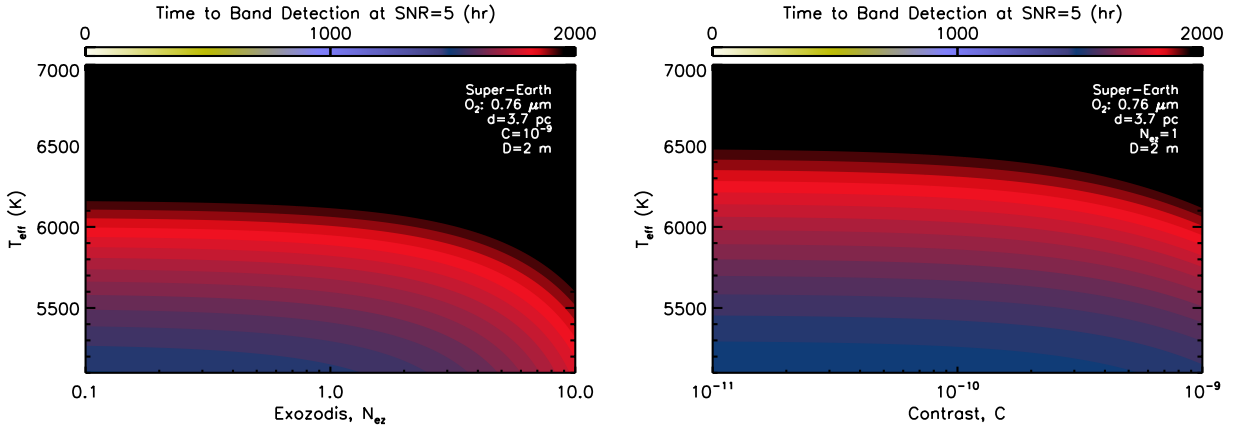 Time to Band Detection at SNR=5 (hr)
0 1000 2000
7000
6500
6000
5500
T_eff (K)
Super-Earth
O₂: 0.76 μm
d=3.7 pc
C=10⁻⁹
D=2 m
0.1 1.0 10.0
Exozodis, N_ez
Time to Band Detection at SNR=5 (hr)
0 1000 2000
7000
6500
6000
5500
T_eff (K)
Super-Earth
O₂: 0.76 μm
d=3.7 pc
N_ez=1
D=2 m
10⁻¹¹ 10⁻¹⁰ 10⁻⁹
Contrast, C